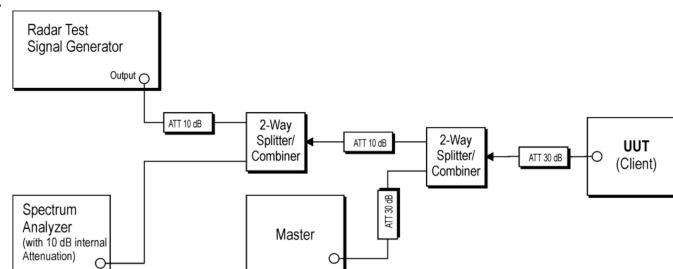 Radar Test
Signal Generator
Output
ATT 10 dB
2-Way
Splitter/
Combiner
ATT 10 dB
2-Way
Splitter/
Combiner
ATT 30 dB
UUT
(Client)
ATT 30 dB
Spectrum
Analyzer
(with 10 dB internal
Attenuation)
Master